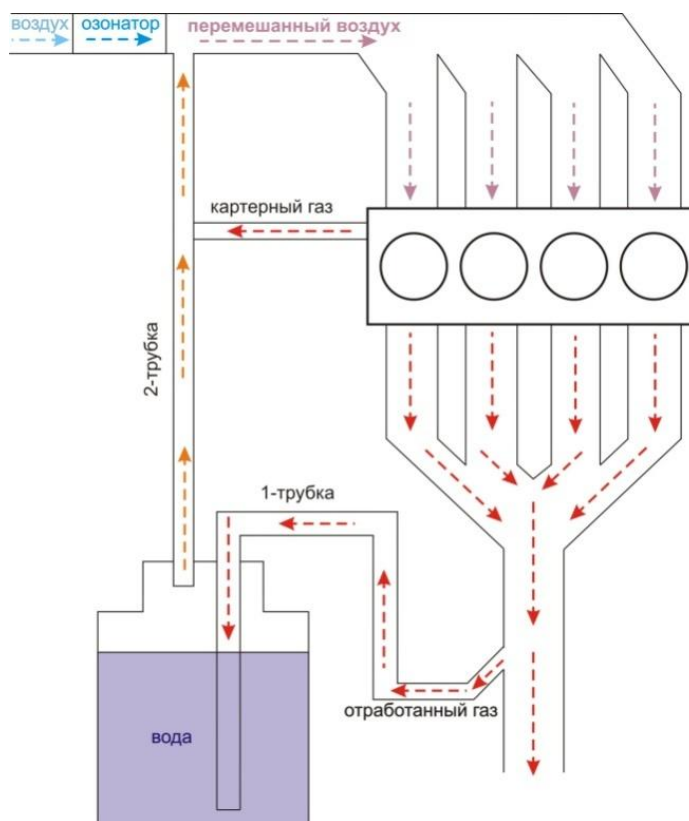 воздух
озонатор
перемешанный воздух
картерный газ
2-трубка
1-трубка
отработанный газ
вода